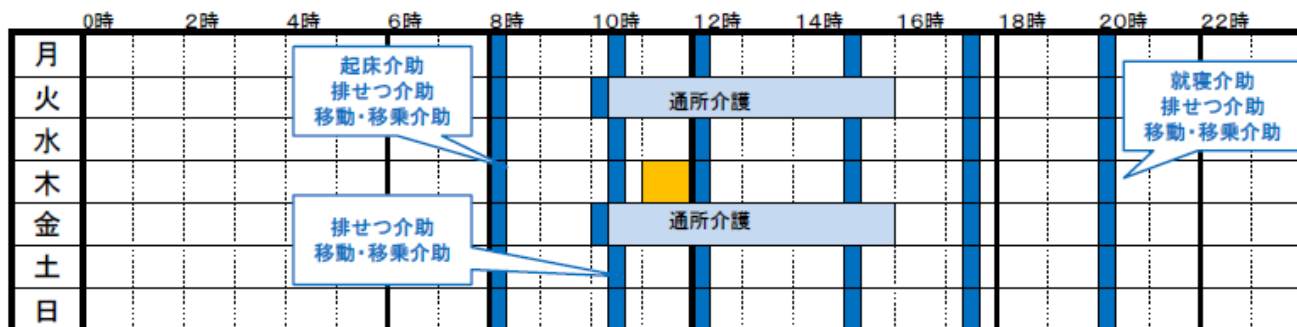 0時 2時 4時 6時 8時 10時 12時 14時 16時 18時 20時 22時
月
起床介助
排せつ介助
移動・移乗介助
就寝介助
排せつ介助
移動・移乗介助
火
通所介護
水
木
金
通所介護
排せつ介助
移動・移乗介助
土
日